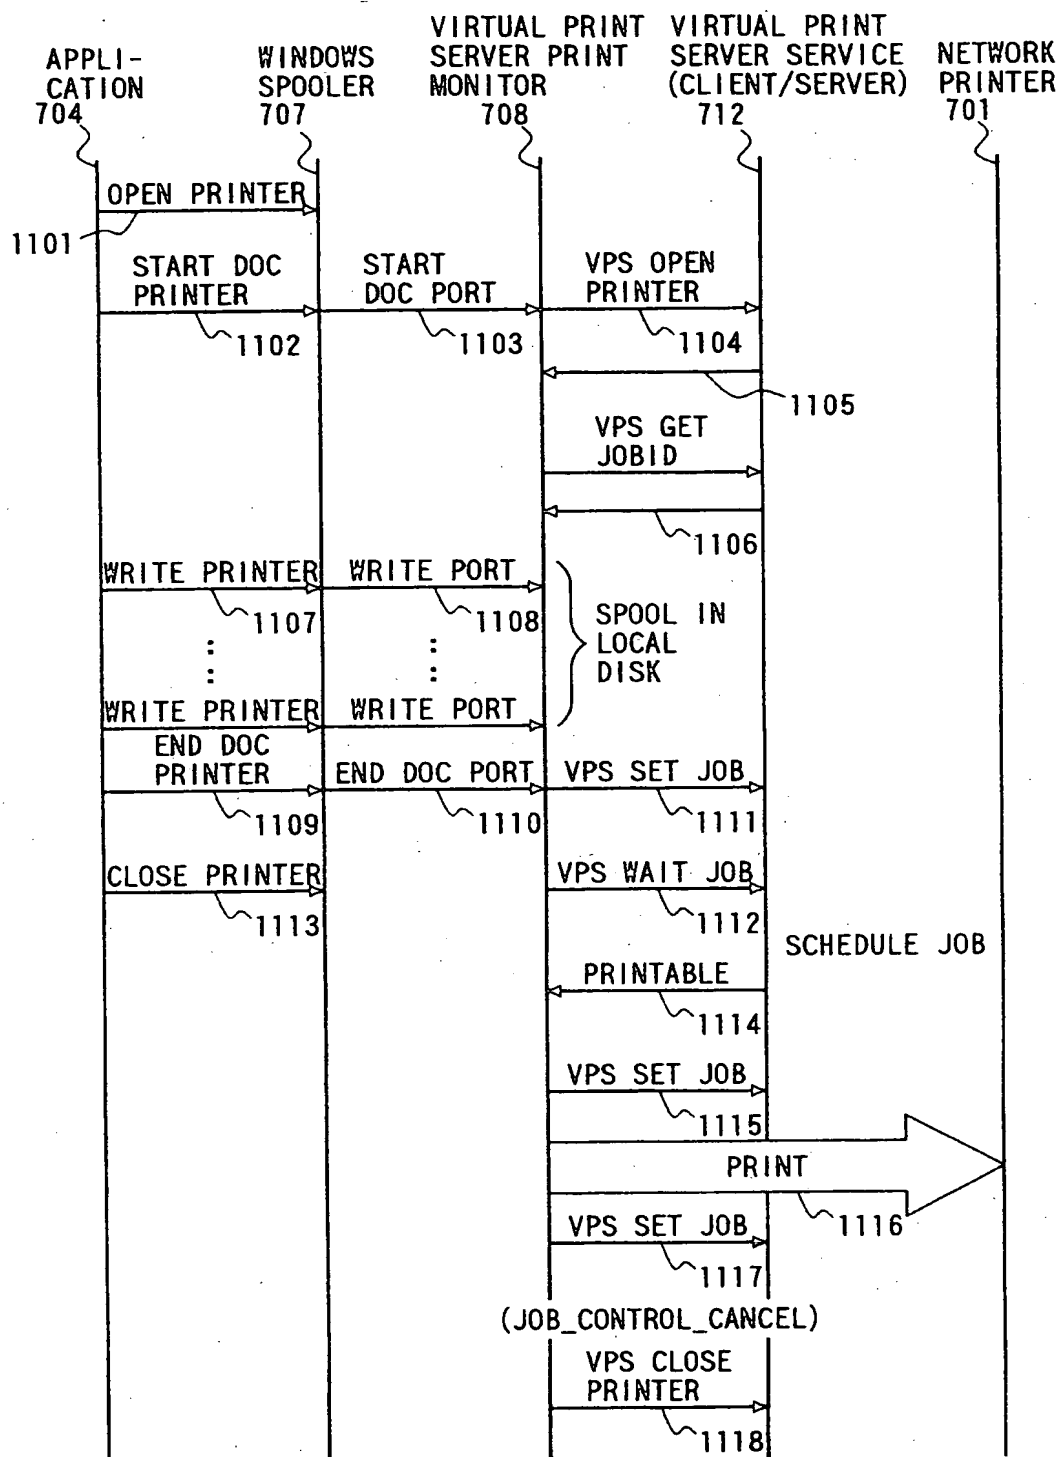 APPLI-
CATION
704
WINDOWS
SPOOLER
707
VIRTUAL PRINT
SERVER PRINT
MONITOR
708
VIRTUAL PRINT
SERVER SERVICE
(CLIENT/SERVER)
712
NETWORK
PRINTER
701
OPEN PRINTER
1101
START DOC
PRINTER
1102
START
DOC PORT
1103
VPS OPEN
PRINTER
1104
1105
VPS GET
JOBID
1106
WRITE PRINTER
1107
WRITE PORT
1108
SPOOL IN
LOCAL
DISK
WRITE PRINTER
WRITE PORT
END DOC
PRINTER
1109
END DOC PORT
1110
VPS SET JOB
1111
CLOSE PRINTER
1113
VPS WAIT JOB
1112
SCHEDULE JOB
PRINTABLE
1114
VPS SET JOB
1115
PRINT
1116
VPS SET JOB
1117
(JOB_CONTROL_CANCEL)
VPS CLOSE
PRINTER
1118